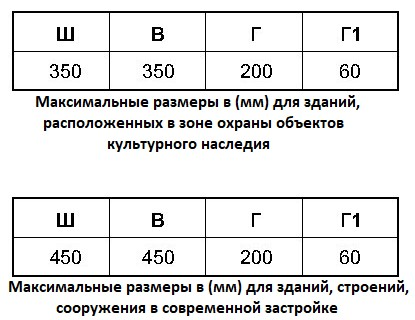 Ш В Г Г1
350 350 200 60
Максимальные размеры в (мм) для зданий,
расположенных в зоне охраны объектов
культурного наследия
Ш В Г Г1
450 450 200 60
Максимальные размеры в (мм) для зданий, строений,
сооружения в современной застройке